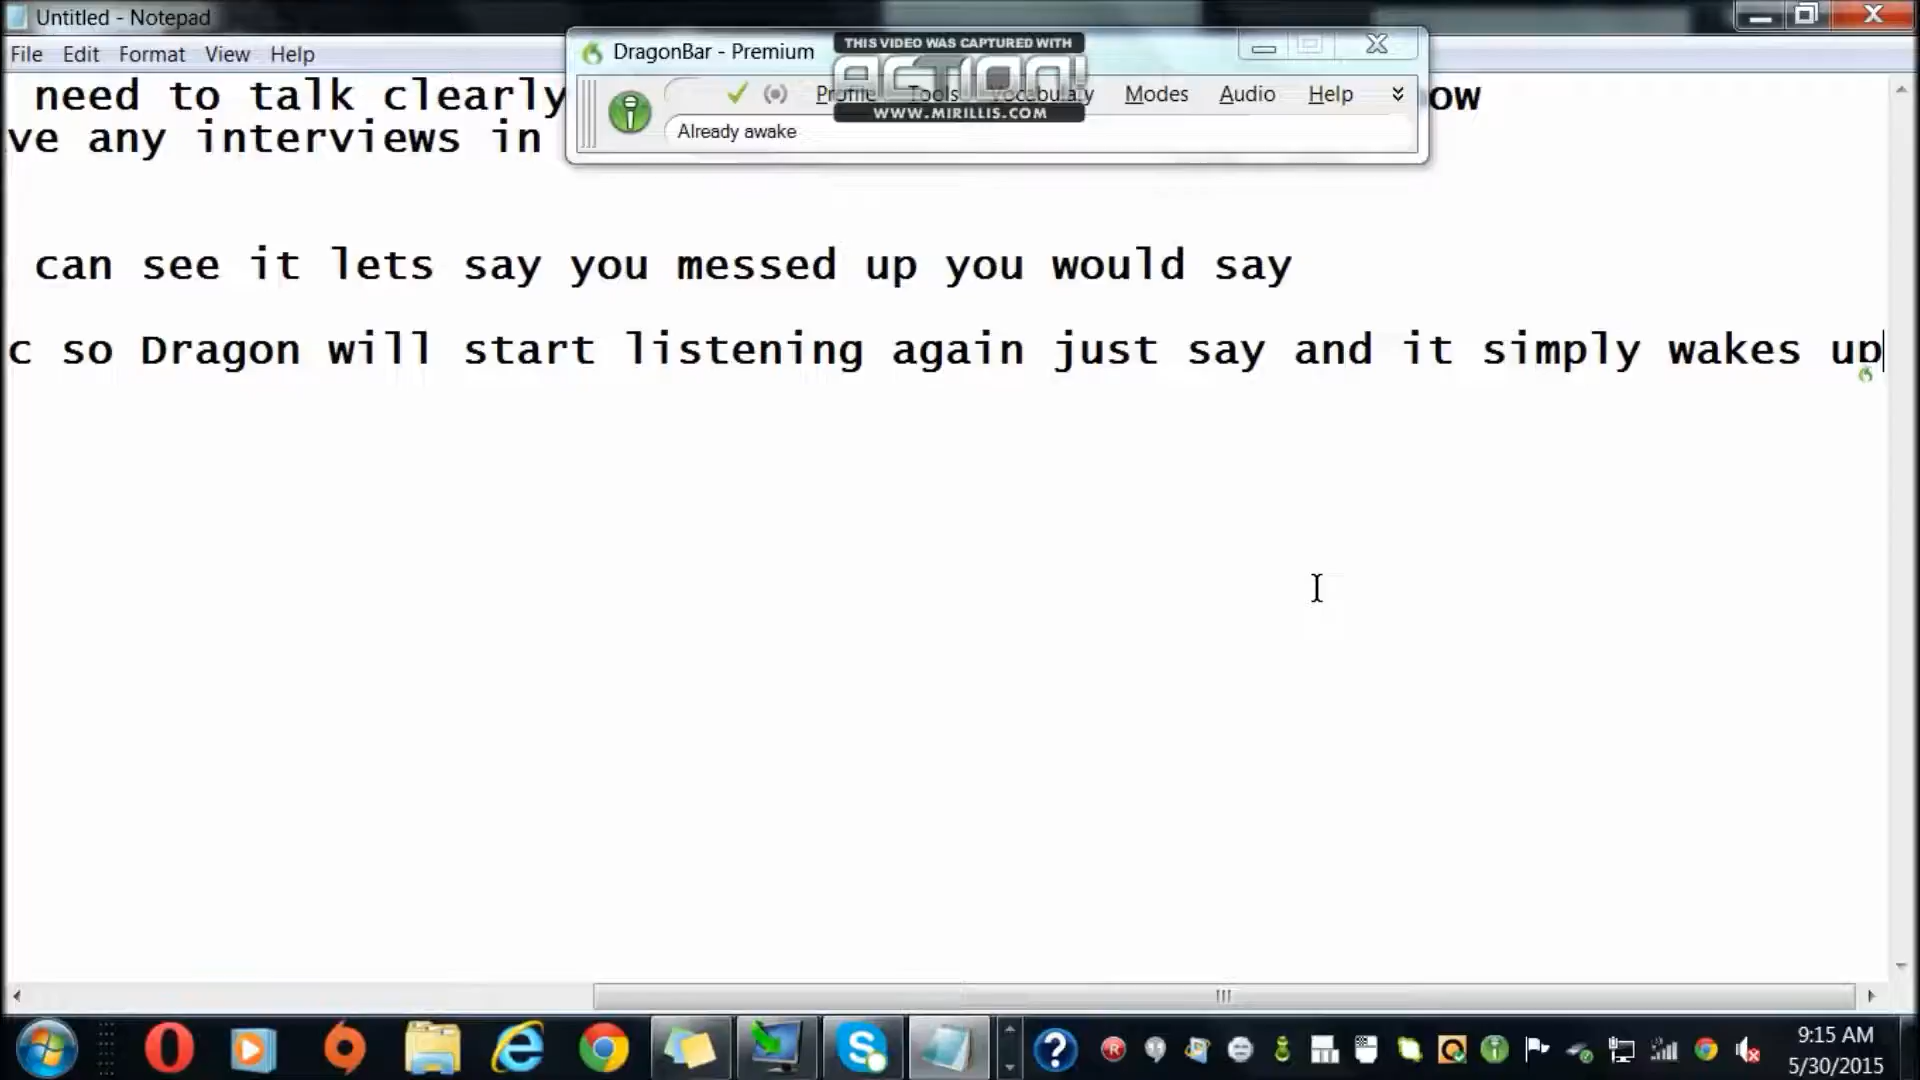 Untitled - Notepad
File Edit Format View Help
DragonBar - Premium
THIS VIDEO WAS CAPTURED WITH
ACTION!
WWW.MIRILLIS.COM
Profile Tools Vocabulary Modes Audio Help
Already awake
need to talk clearly ow
ve any interviews in
can see it lets say you messed up you would say
c so Dragon will start listening again just say and it simply wakes up
9:15 AM
5/30/2015